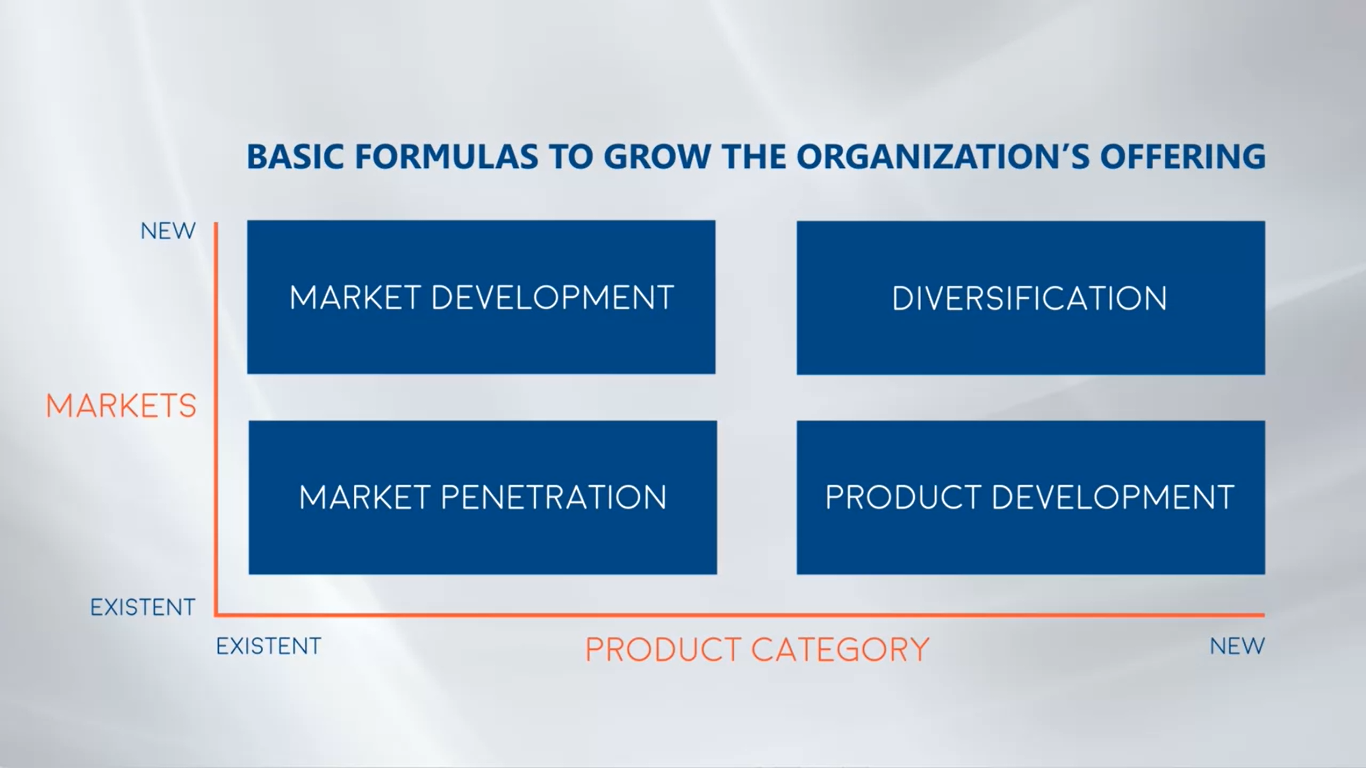 BASIC FORMULAS TO GROW THE ORGANIZATION’S OFFERING
NEW
MARKET DEVELOPMENT
DIVERSIFICATION
MARKETS
MARKET PENETRATION
PRODUCT DEVELOPMENT
EXISTENT
EXISTENT
PRODUCT CATEGORY
NEW